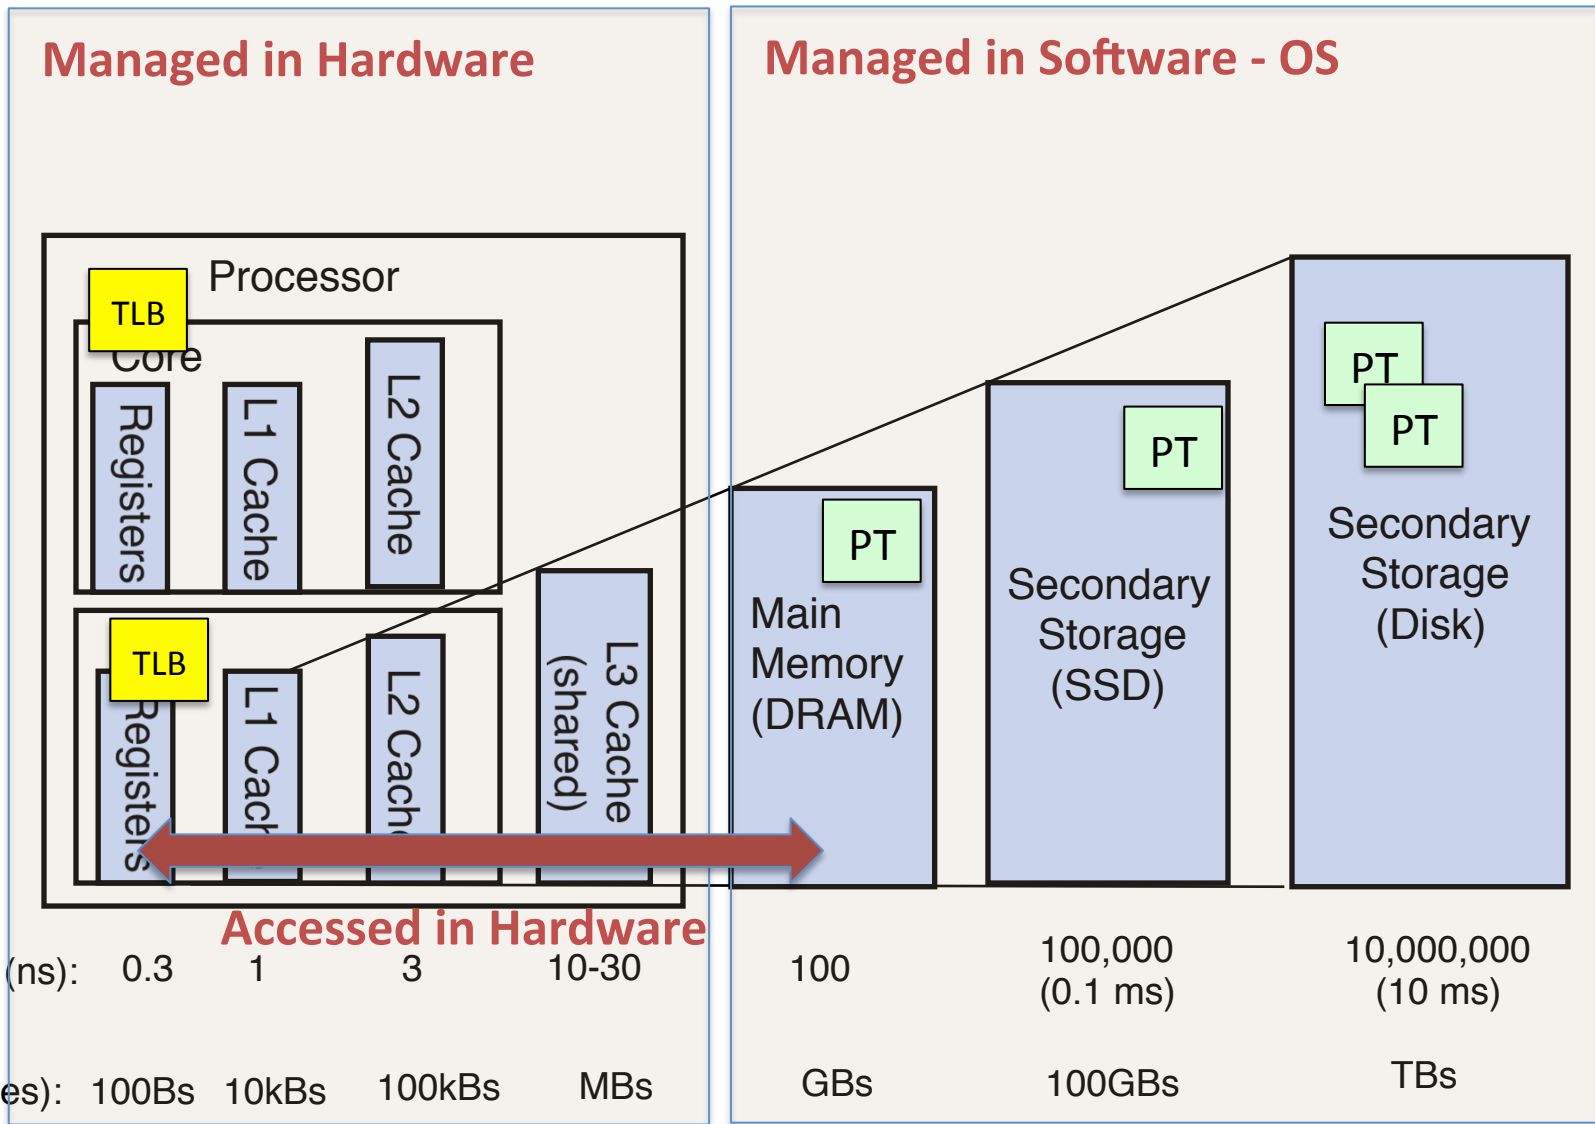 Managed in Hardware
Managed in Software - OS
Processor
TLB
Core
Registers
L1 Cache
L2 Cache
TLB
Registers
L1 Cach
L2 Cache
L3 Cache
(shared)
PT
Main
Memory
(DRAM)
PT
Secondary
Storage
(SSD)
PT
PT
Secondary
Storage
(Disk)
Accessed in Hardware
(ns): 0.3 1 3 10-30 100 100,000 10,000,000
(0.1 ms) (10 ms)
es): 100Bs 10kBs 100kBs MBs GBs 100GBs TBs